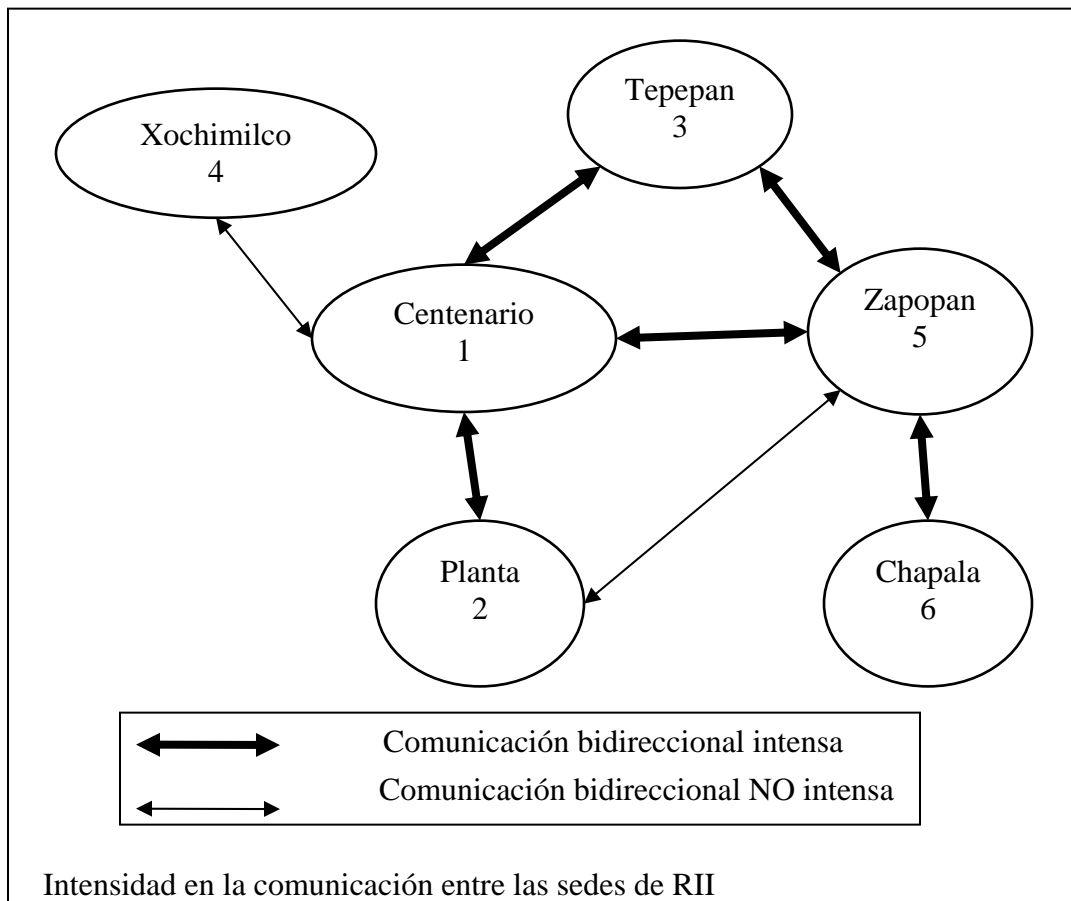 Tepepan
3
Xochimilco
4
Centenario
1
Zapopan
5
Planta
2
Chapala
6
Comunicación bidireccional intensa
Comunicación bidireccional NO intensa
Intensidad en la comunicación entre las sedes de RII